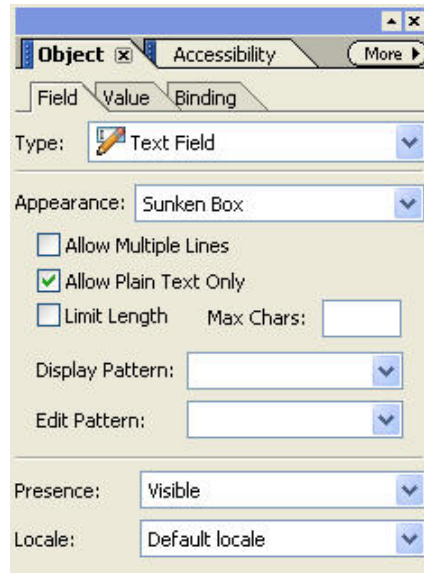 Object Accessibility More
Field Value Binding
Type: Text Field
Appearance: Sunken Box
Allow Multiple Lines
Allow Plain Text Only
Limit Length Max Chars:
Display Pattern:
Edit Pattern:
Presence: Visible
Locale: Default locale